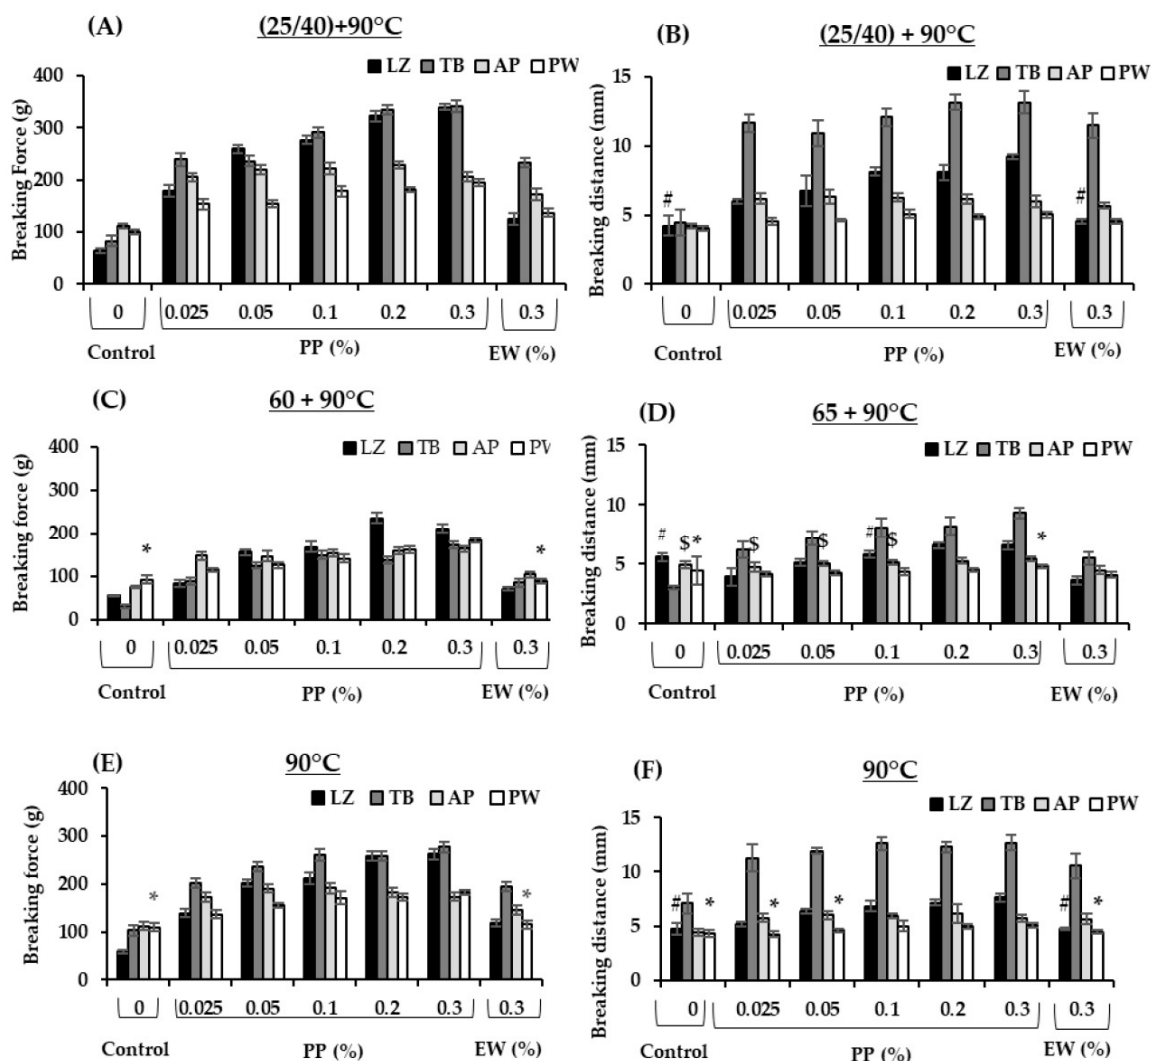 (A) (25/40)+90°C
LZ TB AP PW
Breaking Force (g)
400
300
200
100
0
0 0.025 0.05 0.1 0.2 0.3 0.3
Control PP (%) EW (%)
(B) (25/40) + 90°C
LZ TB AP PW
Breaking distance (mm)
15
10
5
0
# #
0 0.025 0.05 0.1 0.2 0.3 0.3
Control PP (%) EW (%)
(C) 60 + 90°C
LZ TB AP PV
Breaking force (g)
400
300
200
100
0
* *
0 0.025 0.05 0.1 0.2 0.3 0.3
Control PP (%) EW (%)
(D) 65 + 90°C
LZ TB AP PW
Breaking distance (mm)
15
10
5
0
# $ * $ $ # $ *
0 0.025 0.05 0.1 0.2 0.3 0.3
Control PP (%) EW (%)
(E) 90°C
LZ TB AP PW
Breaking force (g)
400
300
200
100
0
* *
0 0.025 0.05 0.1 0.2 0.3 0.3
Control PP (%) EW (%)
(F) 90°C
LZ TB AP PW
Breaking distance (mm)
15
10
5
0
# * * * # *
0 0.025 0.05 0.1 0.2 0.3 0.3
Control PP (%) EW (%)